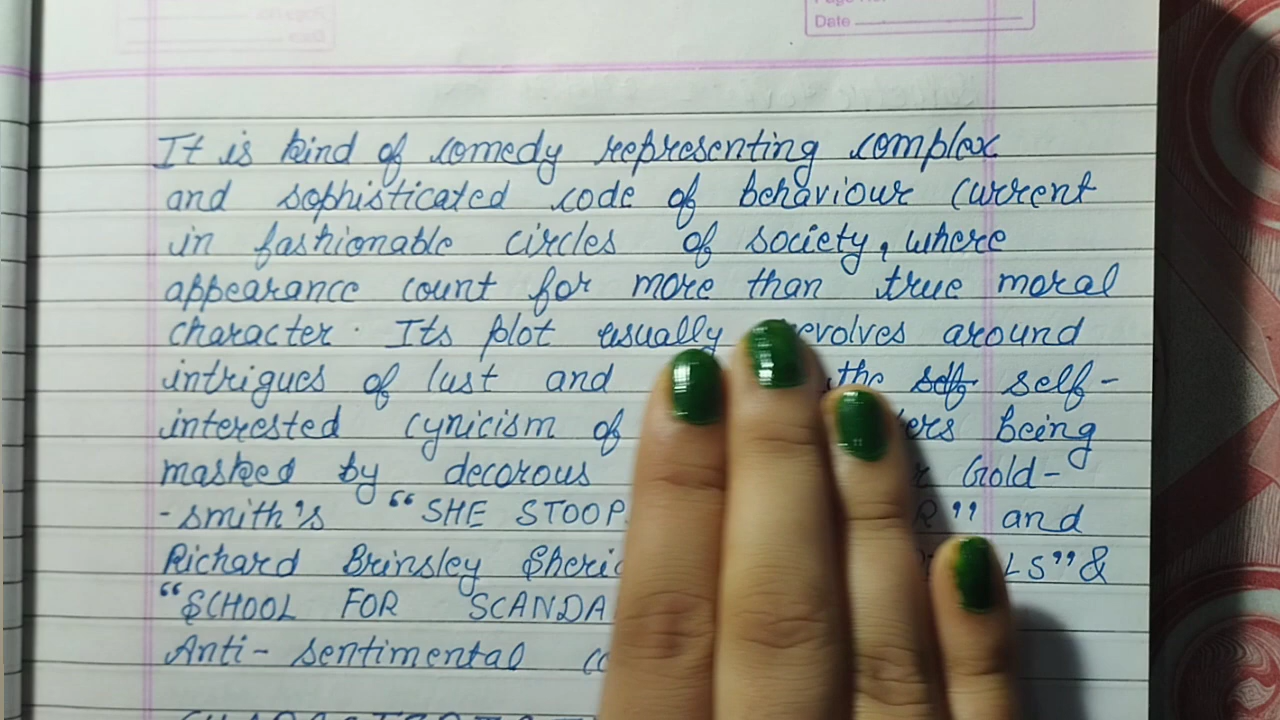 Date
It is kind of comedy representing complex
and sophisticated code of behaviour current
in fashionable circles of society, where
appearance count for more than true moral
character. Its plot usually evolves around
intrigues of lust and the self-
interested cynicism of ers being
masked by decorous Gold-
-smith's "SHE STOOP R" and
Richard Brinsley Sheri LS" &
"SCHOOL FOR SCANDA
Anti-sentimental